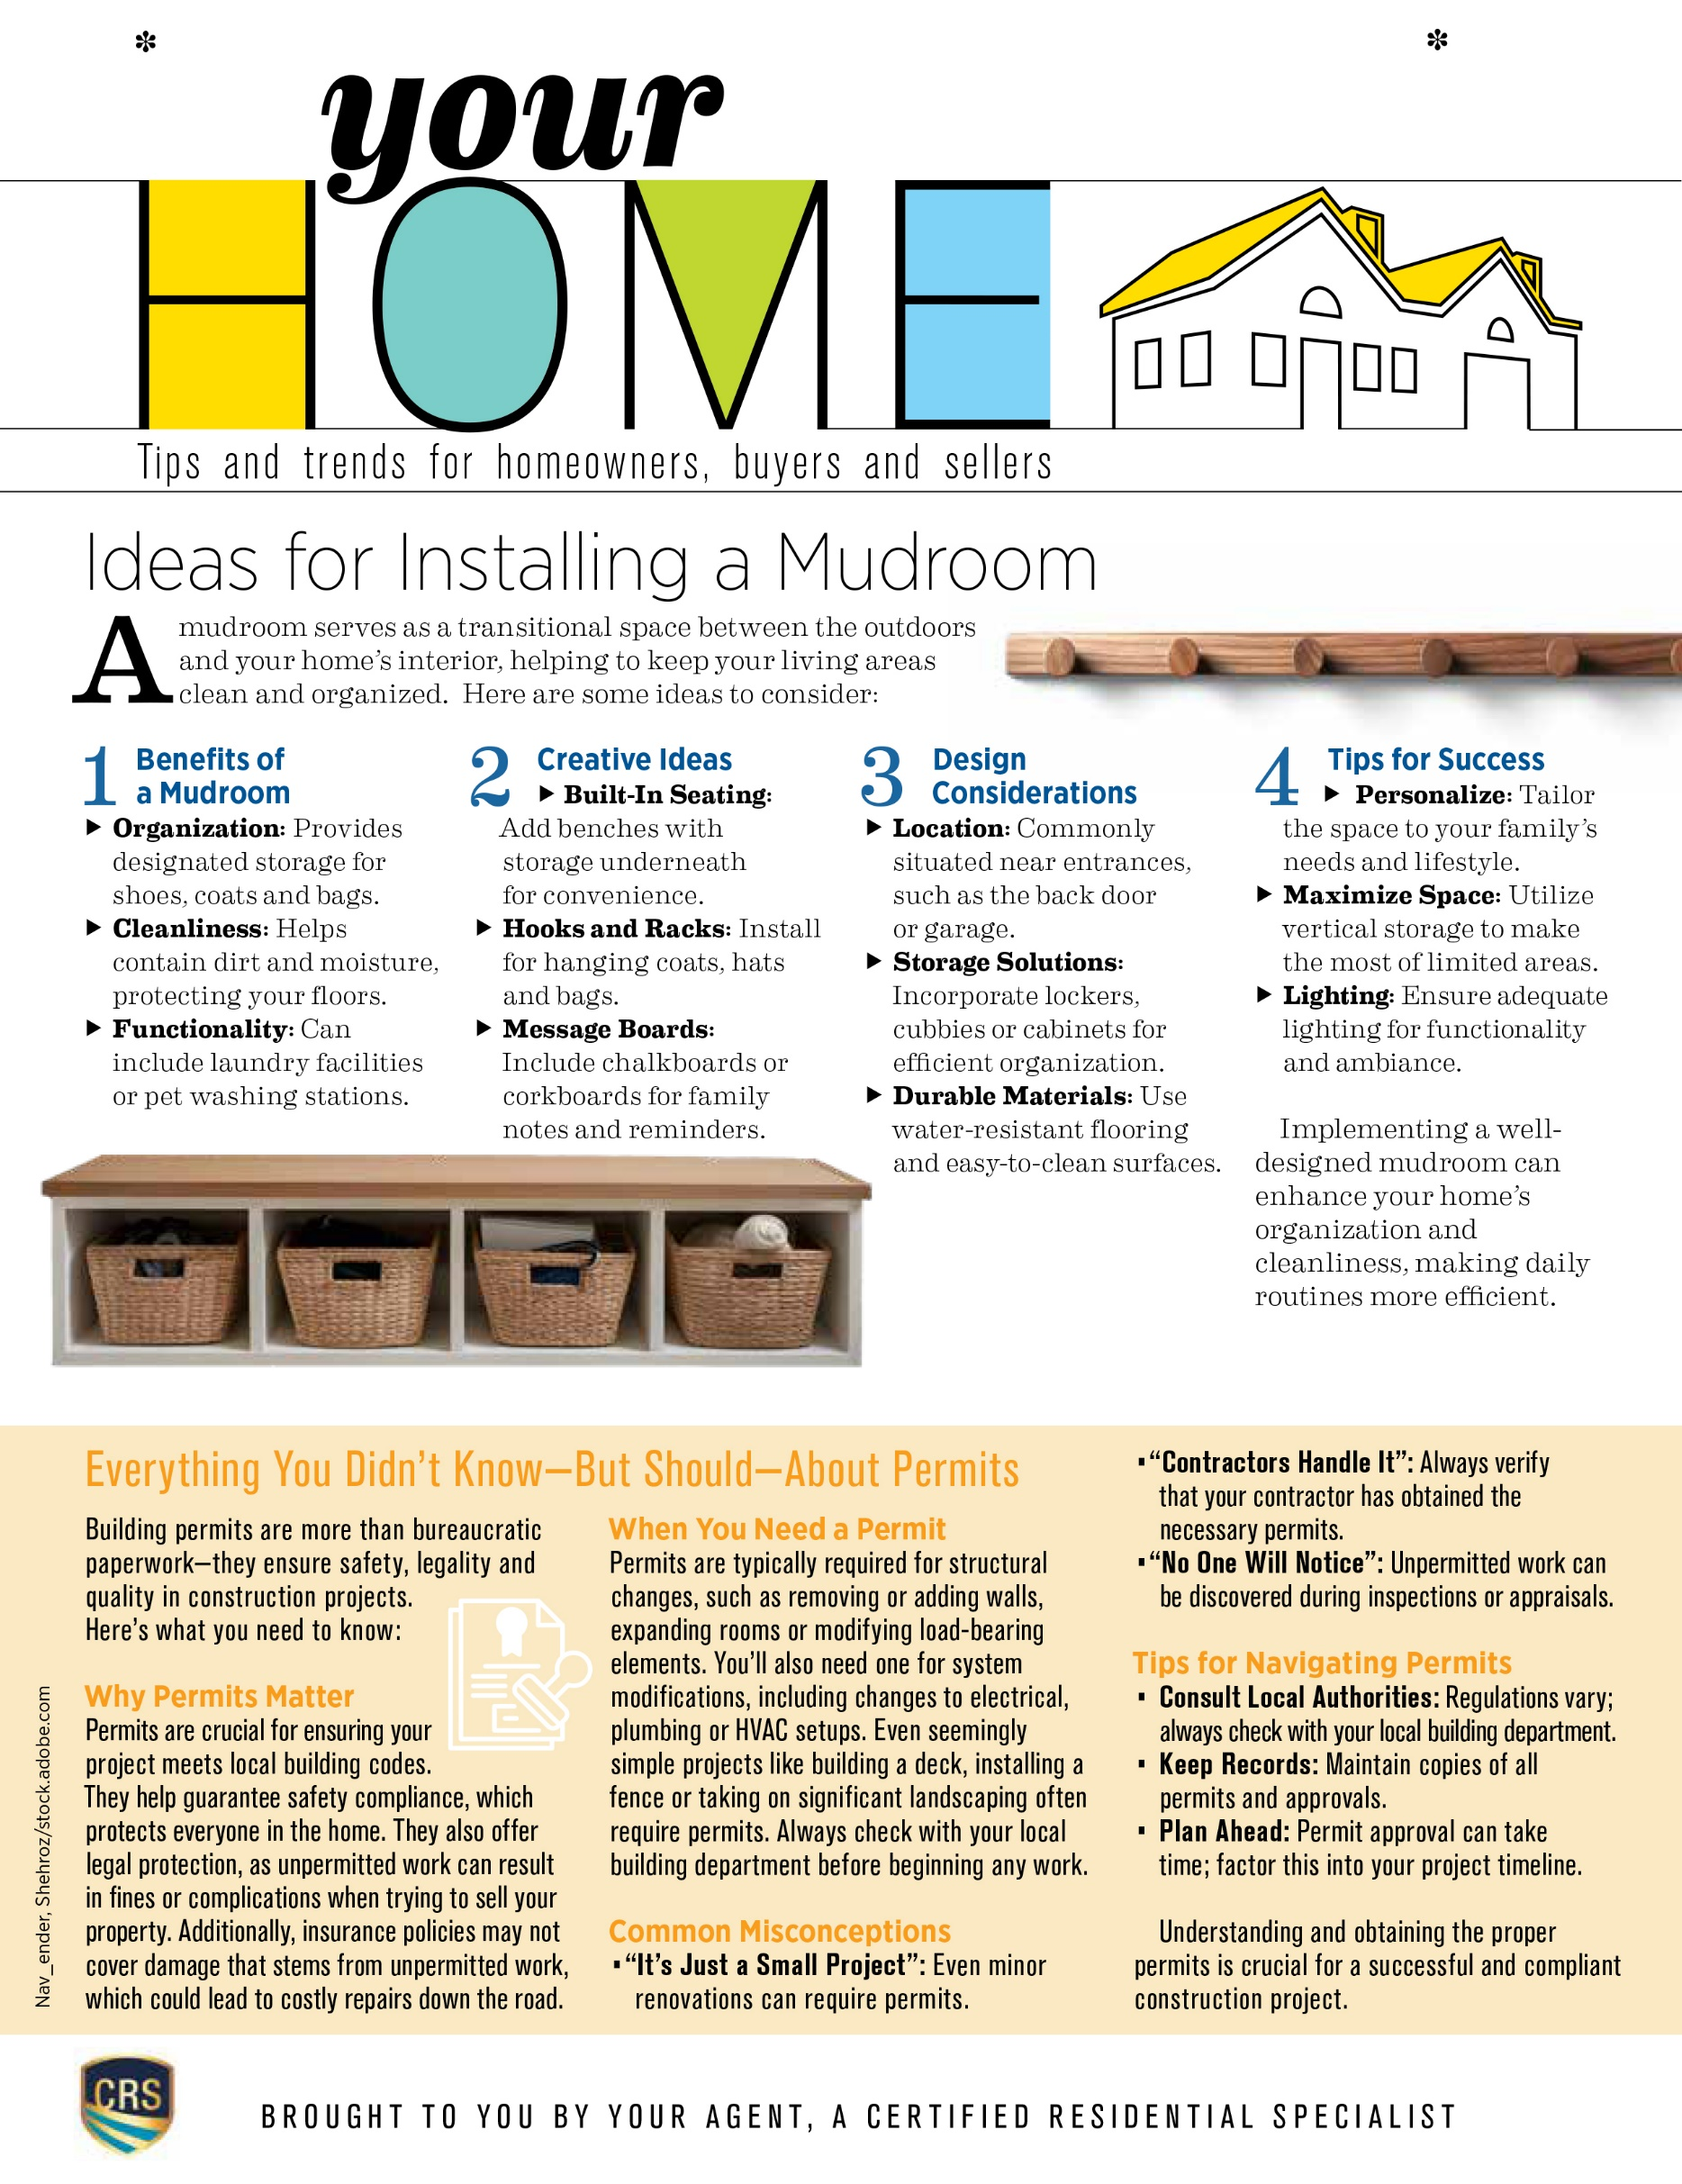 *
*
your
HOME
Tips and trends for homeowners, buyers and sellers
Ideas for Installing a Mudroom
A mudroom serves as a transitional space between the outdoors
and your home’s interior, helping to keep your living areas
clean and organized. Here are some ideas to consider:
1 Benefits of
a Mudroom
▶ Organization: Provides
designated storage for
shoes, coats and bags.
▶ Cleanliness: Helps
contain dirt and moisture,
protecting your floors.
▶ Functionality: Can
include laundry facilities
or pet washing stations.
2 Creative Ideas
▶ Built-In Seating:
Add benches with
storage underneath
for convenience.
▶ Hooks and Racks: Install
for hanging coats, hats
and bags.
▶ Message Boards:
Include chalkboards or
corkboards for family
notes and reminders.
3 Design
Considerations
▶ Location: Commonly
situated near entrances,
such as the back door
or garage.
▶ Storage Solutions:
Incorporate lockers,
cubbies or cabinets for
efficient organization.
▶ Durable Materials: Use
water-resistant flooring
and easy-to-clean surfaces.
4 Tips for Success
▶ Personalize: Tailor
the space to your family’s
needs and lifestyle.
▶ Maximize Space: Utilize
vertical storage to make
the most of limited areas.
▶ Lighting: Ensure adequate
lighting for functionality
and ambiance.
Implementing a well-
designed mudroom can
enhance your home’s
organization and
cleanliness, making daily
routines more efficient.
Everything You Didn’t Know—But Should—About Permits
Building permits are more than bureaucratic
paperwork—they ensure safety, legality and
quality in construction projects.
Here’s what you need to know:
Why Permits Matter
Permits are crucial for ensuring your
project meets local building codes.
They help guarantee safety compliance, which
protects everyone in the home. They also offer
legal protection, as unpermitted work can result
in fines or complications when trying to sell your
property. Additionally, insurance policies may not
cover damage that stems from unpermitted work,
which could lead to costly repairs down the road.
When You Need a Permit
Permits are typically required for structural
changes, such as removing or adding walls,
expanding rooms or modifying load-bearing
elements. You’ll also need one for system
modifications, including changes to electrical,
plumbing or HVAC setups. Even seemingly
simple projects like building a deck, installing a
fence or taking on significant landscaping often
require permits. Always check with your local
building department before beginning any work.
Common Misconceptions
▪ “It’s Just a Small Project”: Even minor
renovations can require permits.
▪ “Contractors Handle It”: Always verify
that your contractor has obtained the
necessary permits.
▪ “No One Will Notice”: Unpermitted work can
be discovered during inspections or appraisals.
Tips for Navigating Permits
▪ Consult Local Authorities: Regulations vary;
always check with your local building department.
▪ Keep Records: Maintain copies of all
permits and approvals.
▪ Plan Ahead: Permit approval can take
time; factor this into your project timeline.
Understanding and obtaining the proper
permits is crucial for a successful and compliant
construction project.
Nav_ender, Shehroz/stock.adobe.com
CRS
BROUGHT TO YOU BY YOUR AGENT, A CERTIFIED RESIDENTIAL SPECIALIST